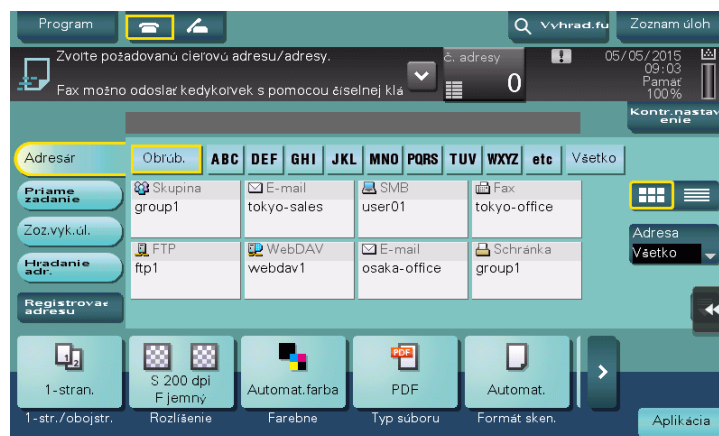 Program
Vyhrad.fu
Zoznam úloh
Zvoľte požadovanú cieľovú adresu/adresy.
Fax možno odoslať kedykoľvek s pomocou číselnej klá
č. adresy
0
05/05/2015
09:03
Pamäť
100%
Kontr.nastav
enie
Adresár
Obrúb.
ABC
DEF
GHI
JKL
MNO
PQRS
TUV
WXYZ
etc
Všetko
Priame
zadanie
Zoz.vyk.úl.
Hľadanie
adr.
Registrovať
adresu
Skupina
group1
E-mail
tokyo-sales
SMB
user01
Fax
tokyo-office
FTP
ftp1
WebDAV
webdav1
E-mail
osaka-office
Schránka
group1
Adresa
Všetko
1-stran.
S 200 dpi
F jemný
Automat.farba
PDF
PDF
Automat.
1-str./obojstr.
Rozlíšenie
Farebne
Typ súboru
Formát sken.
Aplikácia